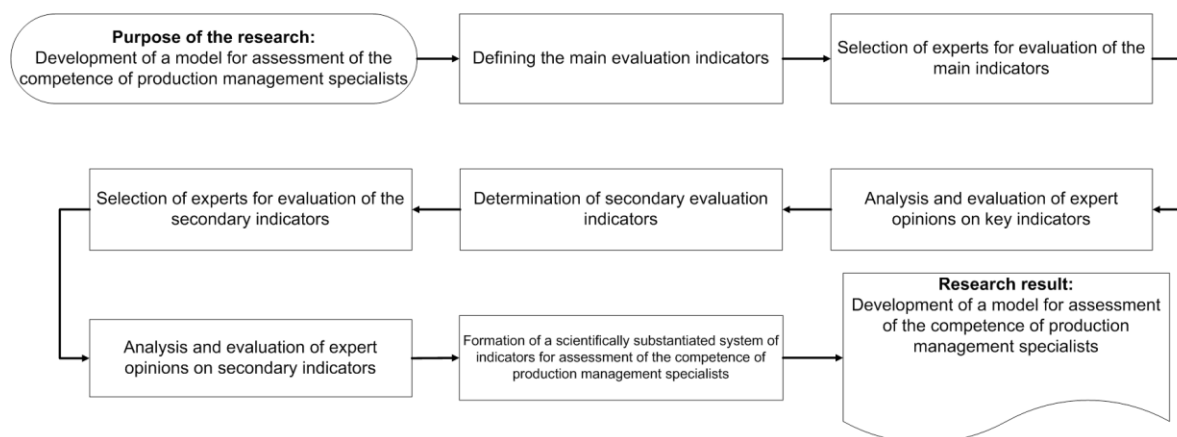 Purpose of the research:
Development of a model for assessment of the
competence of production management specialists
Defining the main evaluation indicators
Selection of experts for evaluation of the
main indicators
Analysis and evaluation of expert
opinions on key indicators
Determination of secondary evaluation
indicators
Selection of experts for evaluation of the
secondary indicators
Analysis and evaluation of expert
opinions on secondary indicators
Formation of a scientifically substantiated system of
indicators for assessment of the competence of
production management specialists
Research result:
Development of a model for assessment
of the competence of production
management specialists